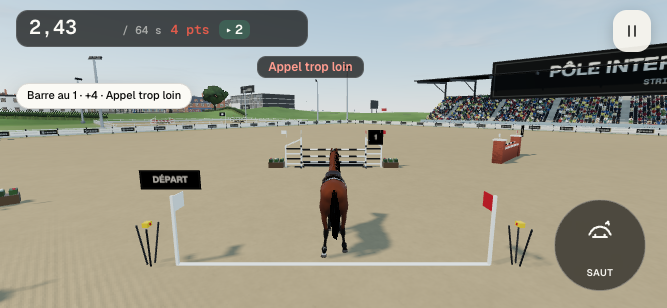 2,43 / 64 s 4 pts ▸ 2
Appel trop loin
Barre au 1 · +4 · Appel trop loin
PÔLE INTER
STRI
1
DÉPART
SAUT